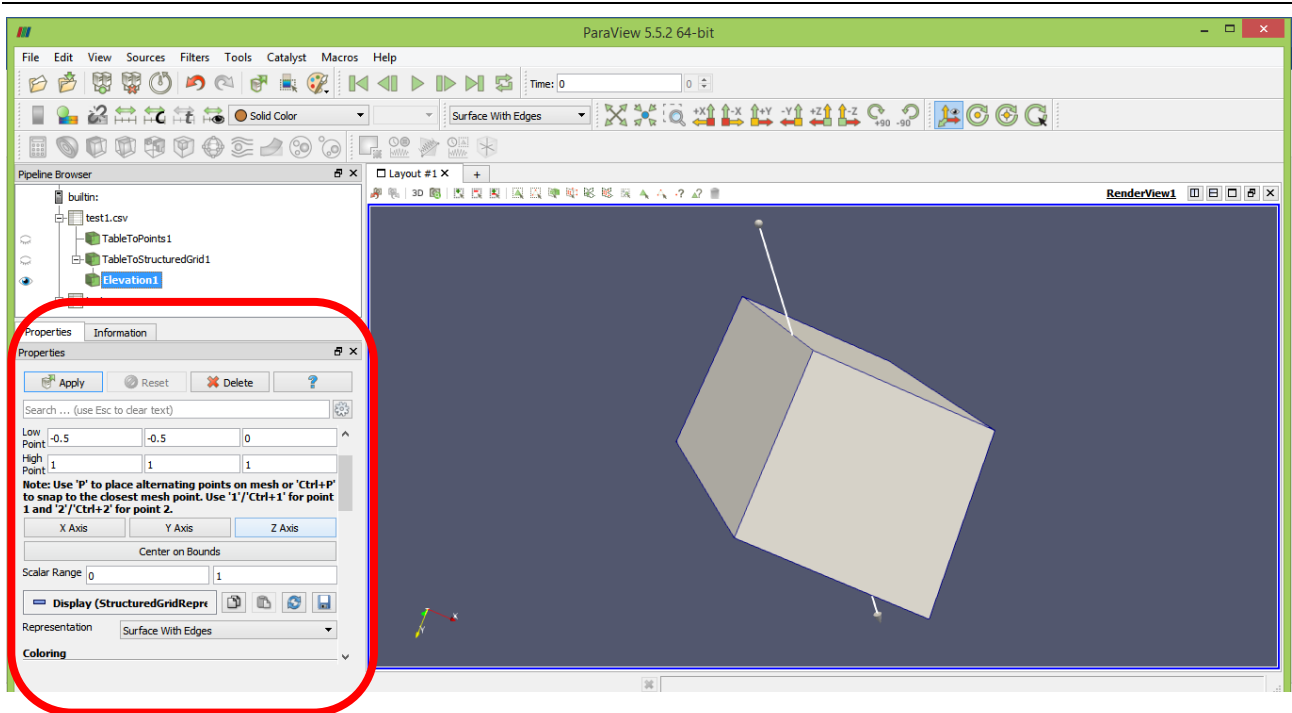 ParaView 5.5.2 64-bit
File Edit View Sources Filters Tools Catalyst Macros Help
Time: 0 0
Solid Color Surface With Edges +X -X +Y -Y +Z -Z +90 -90
Pipeline Browser
Layout #1 +
builtin:
3D
RenderView1
test1.csv
TableToPoints1
TableToStructuredGrid1
Elevation1
Properties Information
Properties
Apply Reset Delete ?
Search ... (use Esc to clear text)
Low Point -0.5 -0.5 0
High Point 1 1 1
Note: Use 'P' to place alternating points on mesh or 'Ctrl+P'
to snap to the closest mesh point. Use '1'/'Ctrl+1' for point
1 and '2'/'Ctrl+2' for point 2.
X Axis Y Axis Z Axis
Center on Bounds
Scalar Range 0 1
Display (StructuredGridRepre
Representation Surface With Edges
Coloring
Z X
Y